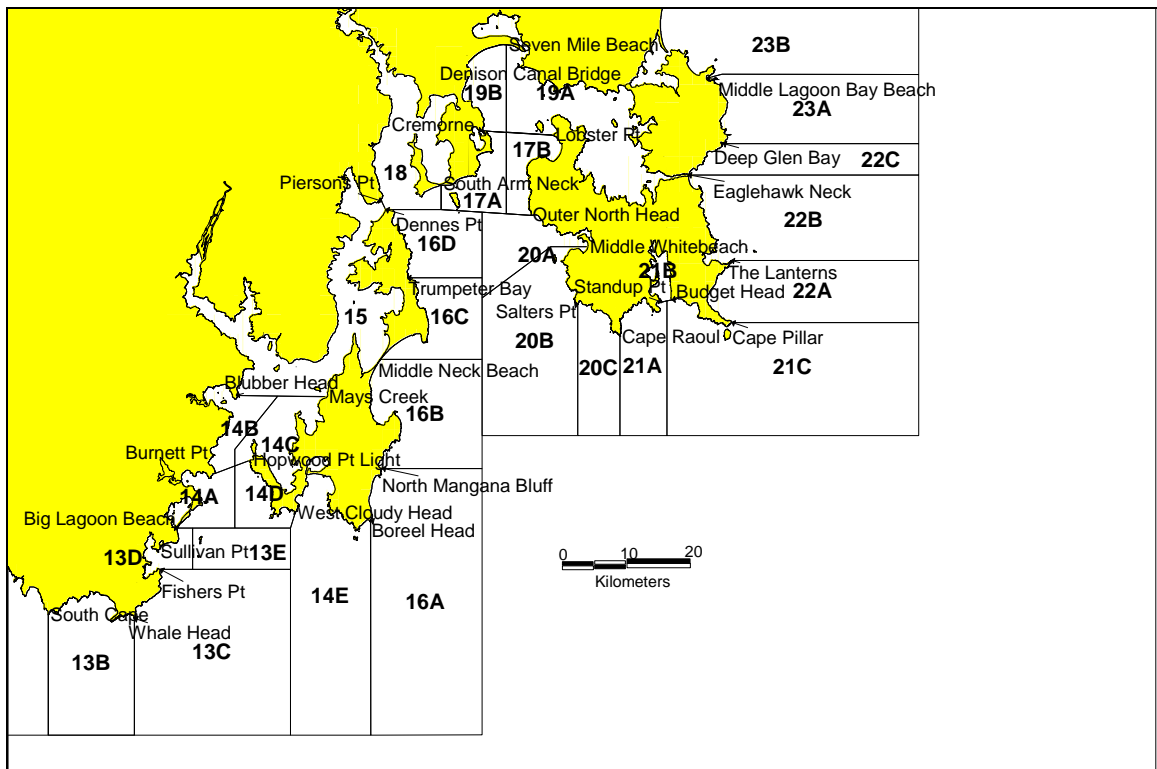 23B
Seven Mile Beach
Denison Canal Bridge
19B
19A
Middle Lagoon Bay Beach
23A
Cremorne
Lobster Pt
17B
Deep Glen Bay
22C
18
Piersons Pt
South Arm Neck
17A
Eaglehawk Neck
Outer North Head
22B
Dennes Pt
16D
20A
Middle Whitebeach
21B
The Lanterns
Trumpeter Bay
Standup Pt
Budget Head
22A
15
16C
Salters Pt
20B
Cape Raoul
Cape Pillar
20C
21A
21C
Middle Neck Beach
Blubber Head
Mays Creek
16B
14B
14C
Burnett Pt
Hopwood Pt Light
North Mangana Bluff
14A
14D
Big Lagoon Beach
West Cloudy Head
Boreel Head
13D
Sullivan Pt
13E
0 10 20
Kilometers
Fishers Pt
14E
16A
South Cape
Whale Head
13B
13C